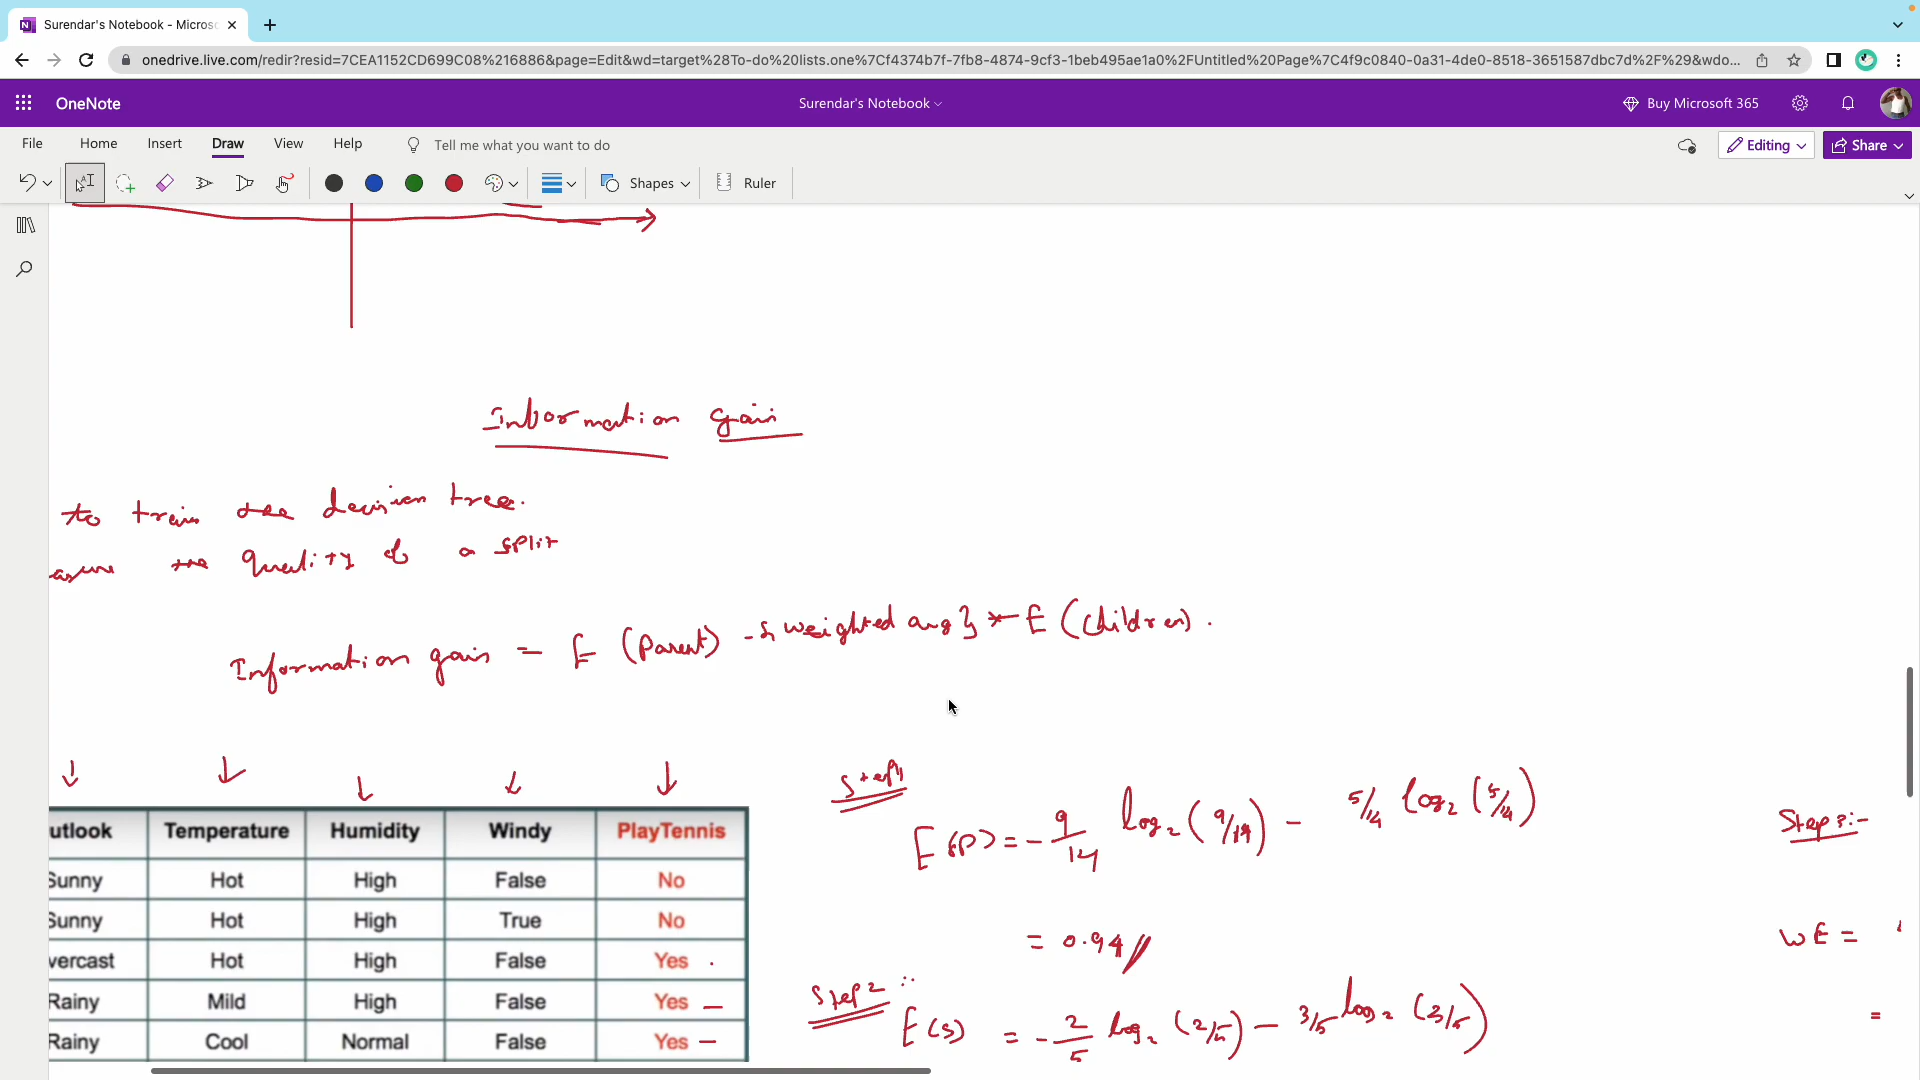 Surendar's Notebook - Micros
onedrive.live.com/redir?resid=7CEA1152CD699C08%216886&page=Edit&wd=target%28To-do%20lists.one%7Cf4374b7f-7fb8-4874-9cf3-1beb495ae1a0%2FUntitled%20Page%7C4f9c0840-0a31-4de0-8518-3651587dbc7d%2F%29&wdo...
OneNote
Surendar's Notebook
Buy Microsoft 365
File Home Insert Draw View Help Tell me what you want to do
Editing Share
Shapes Ruler
Information gain
to train the decision tree.
asure the quality of a split
Information gain = E (Parent) - { weighted avg } * E (Children) .
Step 1
E(P) = - 9/14 log₂ (9/14) - 5/14 log₂ (5/14)
Step 3:-
utlook Temperature Humidity Windy PlayTennis
Sunny Hot High False No
Sunny Hot High True No
= 0.94 //
WE =
vercast Hot High False Yes
Rainy Mild High False Yes
Step 2 :-
E(S) = - 2/5 log₂ (2/5) - 3/5 log₂ (3/5)
=
Rainy Cool Normal False Yes